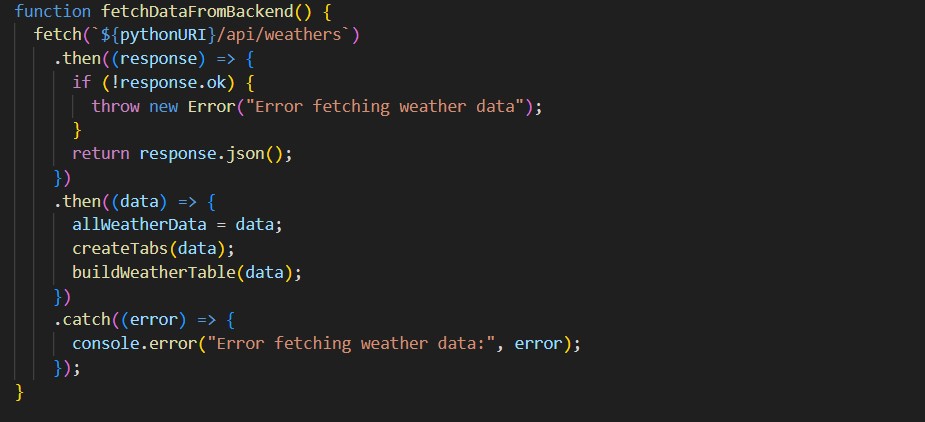 function fetchDataFromBackend() {
  fetch(`${pythonURI}/api/weathers`)
    .then((response) => {
      if (!response.ok) {
        throw new Error("Error fetching weather data");
      }
      return response.json();
    })
    .then((data) => {
      allWeatherData = data;
      createTabs(data);
      buildWeatherTable(data);
    })
    .catch((error) => {
      console.error("Error fetching weather data:", error);
    });
}